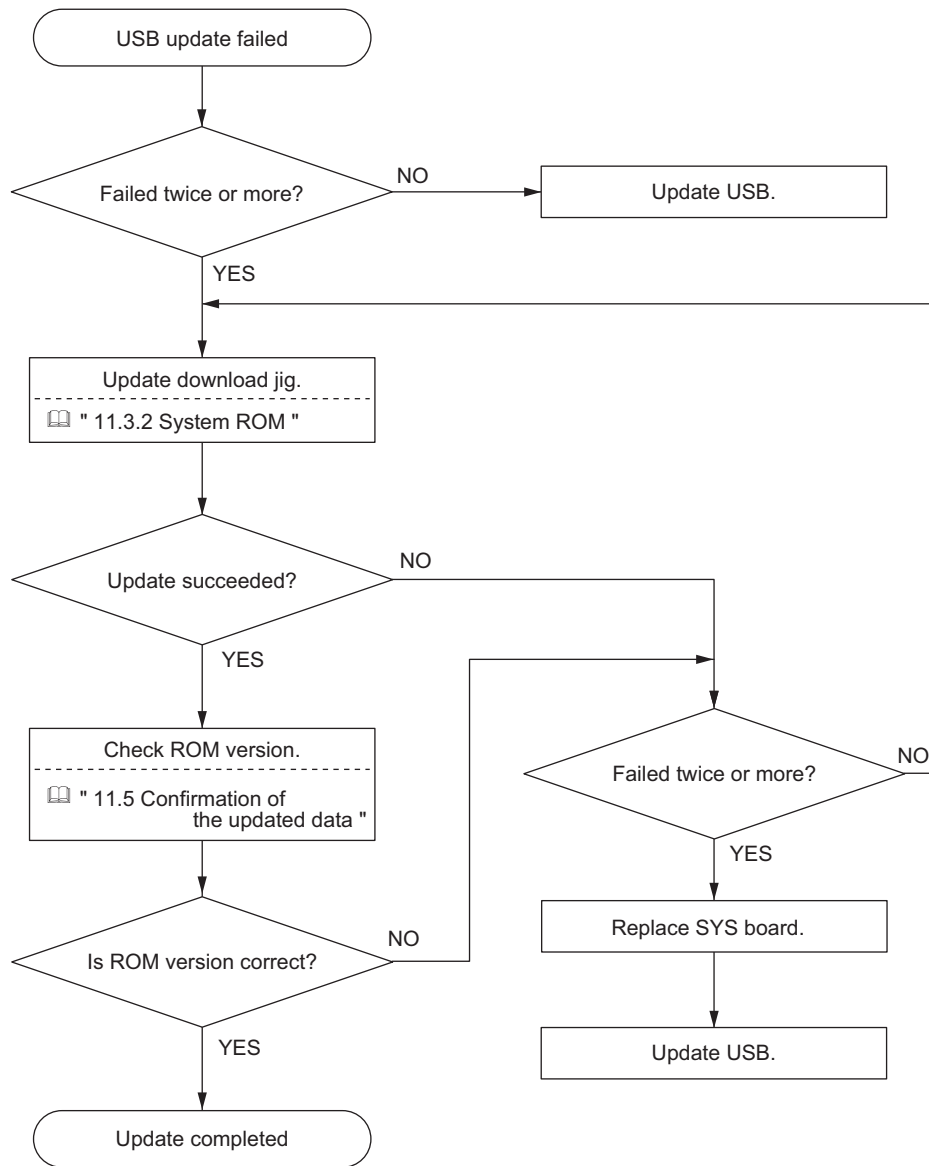 USB update failed
Failed twice or more?
NO
Update USB.
YES
Update download jig.
" 11.3.2 System ROM "
Update succeeded?
NO
YES
Check ROM version.
" 11.5 Confirmation of
the updated data "
Failed twice or more?
NO
YES
Replace SYS board.
Update USB.
Is ROM version correct?
NO
YES
Update completed